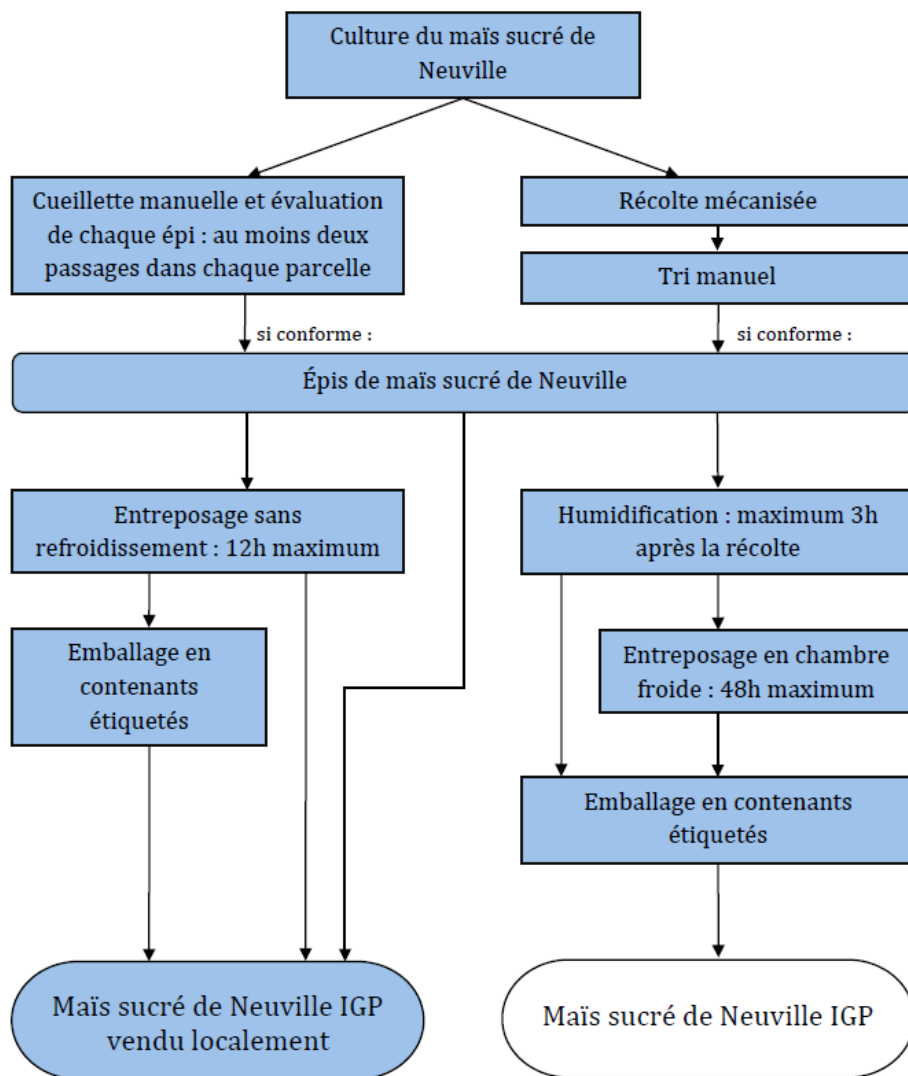 Culture du maïs sucré de
Neuville
Cueillette manuelle et évaluation
de chaque épi : au moins deux
passages dans chaque parcelle
Récolte mécanisée
Tri manuel
si conforme :
si conforme :
Épis de maïs sucré de Neuville
Entreposage sans
refroidissement : 12h maximum
Humidification : maximum 3h
après la récolte
Emballage en
contenants
étiquetés
Entreposage en chambre
froide : 48h maximum
Emballage en contenants
étiquetés
Maïs sucré de Neuville IGP
vendu localement
Maïs sucré de Neuville IGP